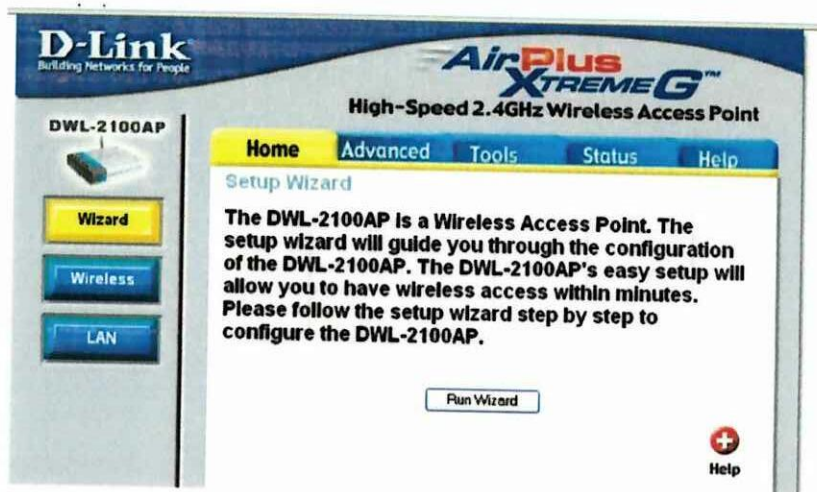 D-Link
Building Networks for People
AirPlus
XTREME G™
High-Speed 2.4GHz Wireless Access Point
DWL-2100AP
Home
Advanced
Tools
Status
Help
Wizard
Wireless
LAN
Setup Wizard
The DWL-2100AP is a Wireless Access Point. The
setup wizard will guide you through the configuration
of the DWL-2100AP. The DWL-2100AP's easy setup will
allow you to have wireless access within minutes.
Please follow the setup wizard step by step to
configure the DWL-2100AP.
Run Wizard
Help